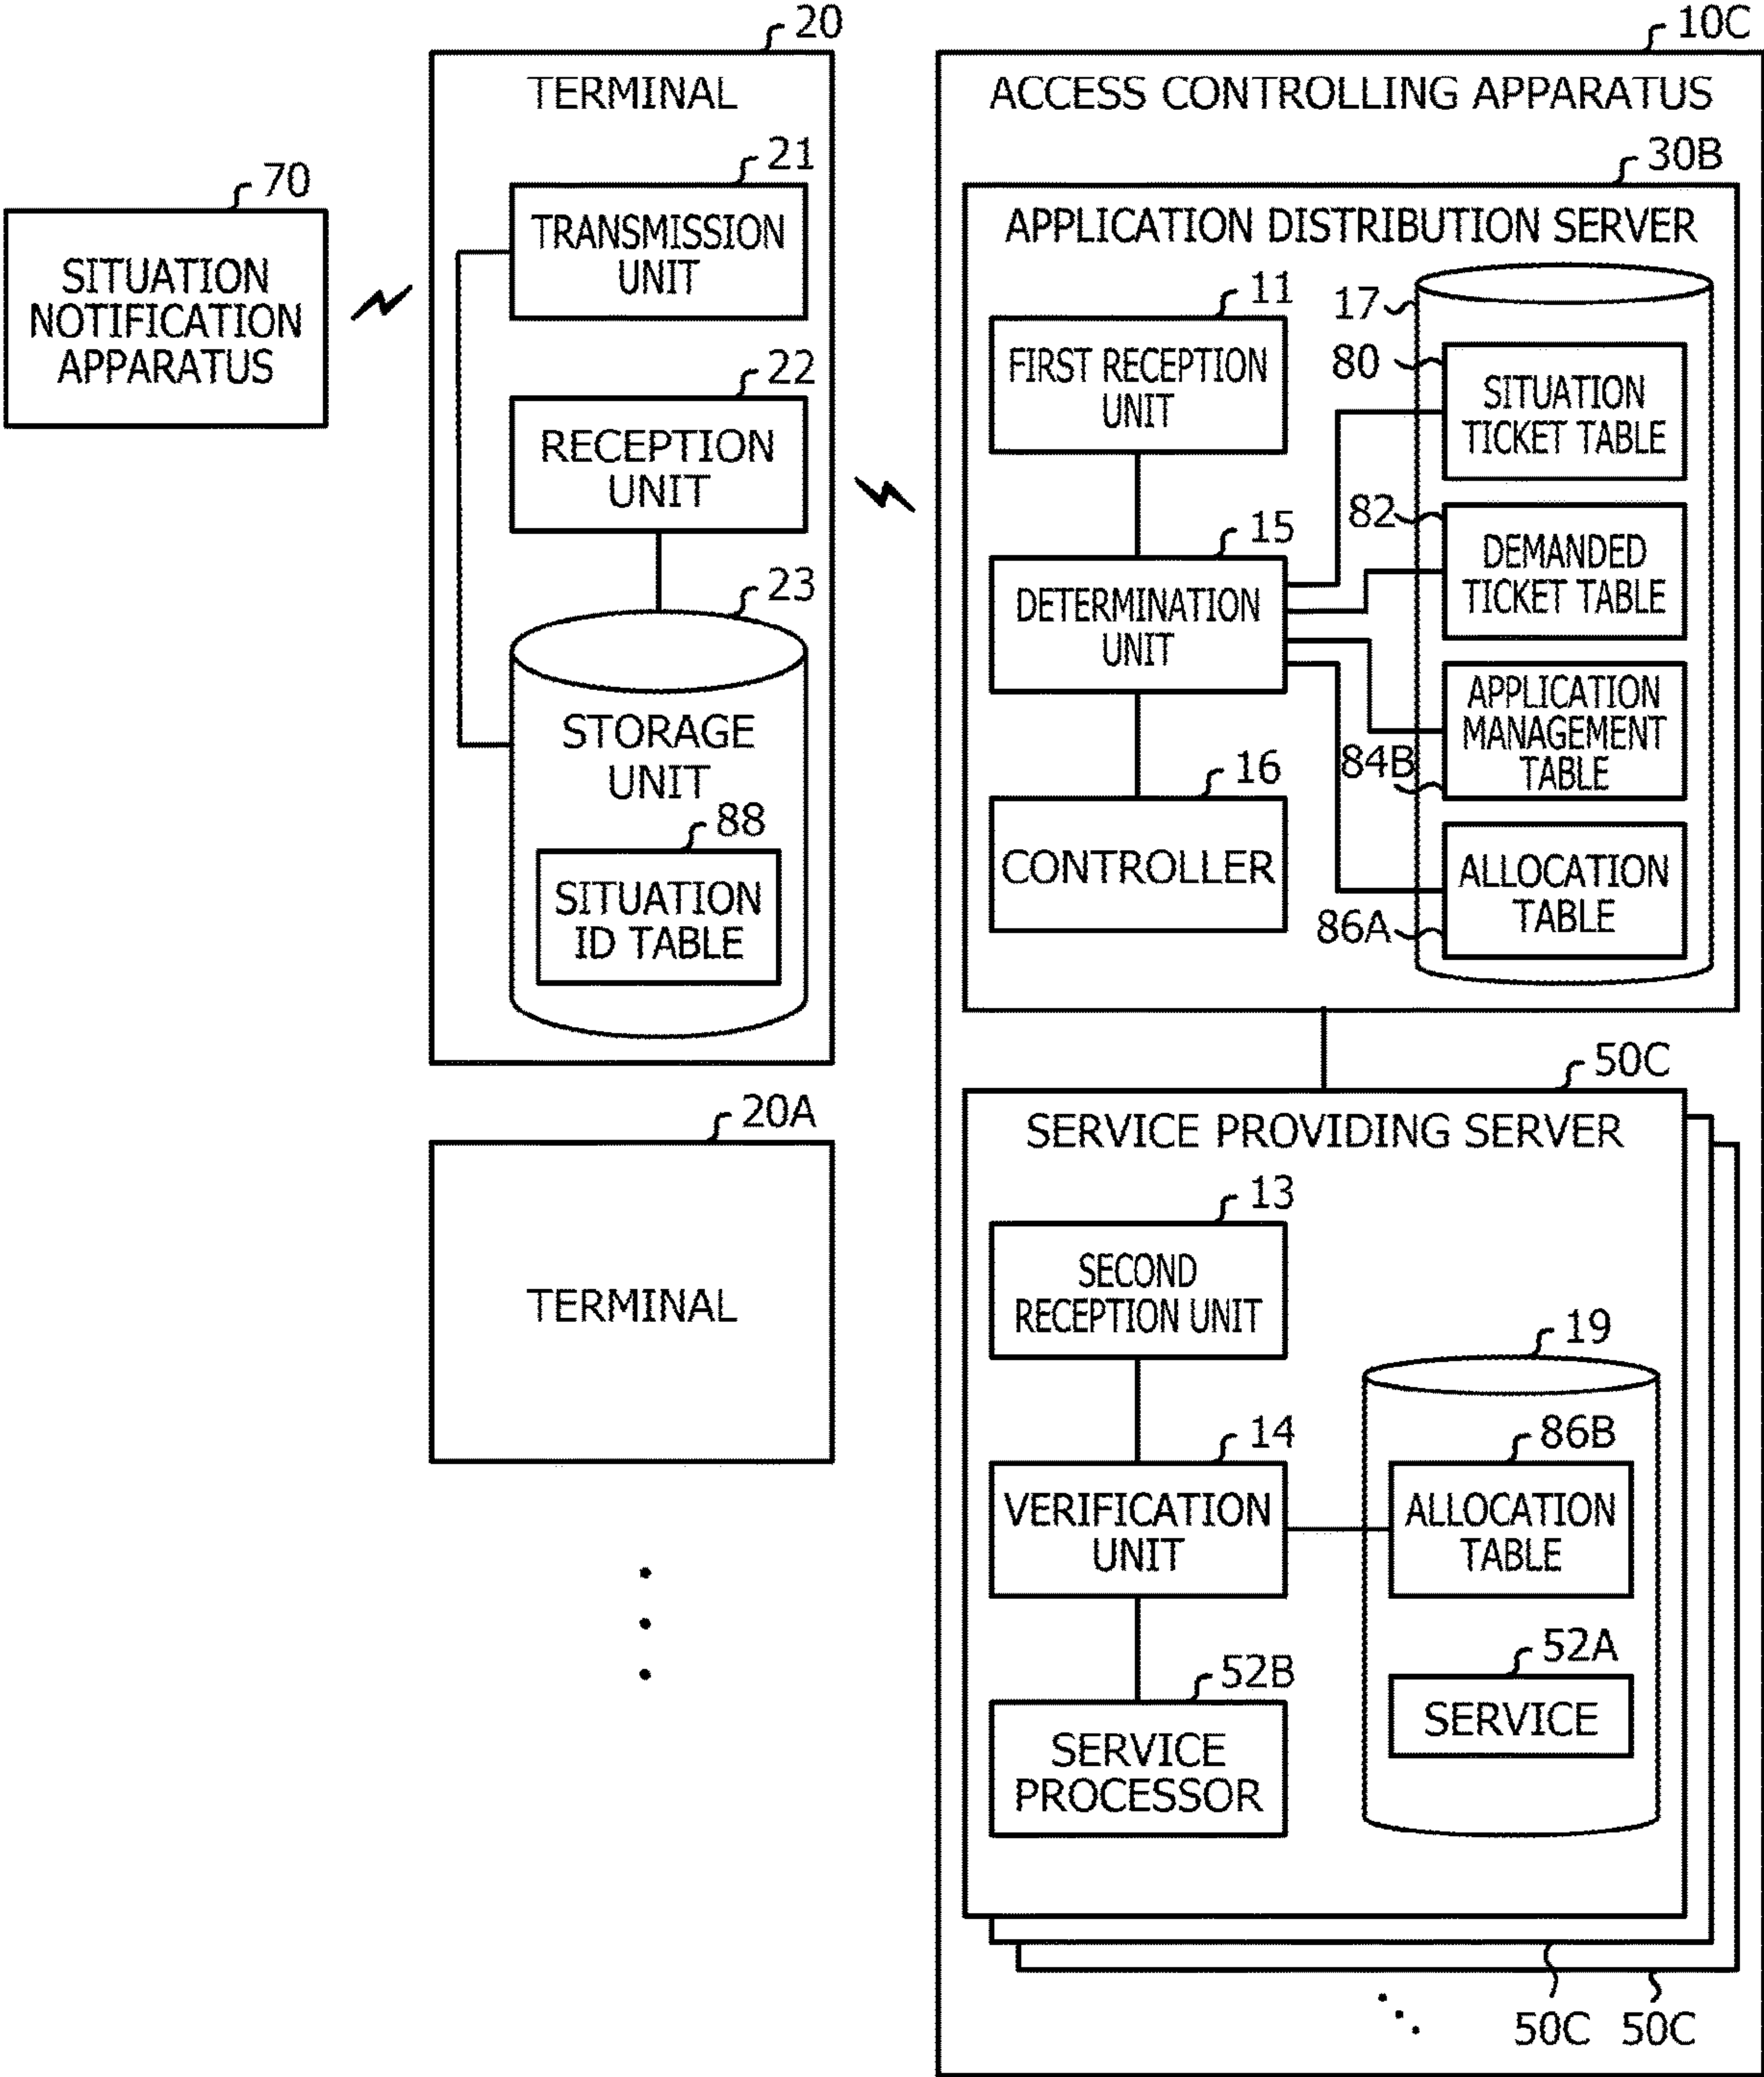 70
SITUATION
NOTIFICATION
APPARATUS
20
TERMINAL
21
TRANSMISSION
UNIT
22
RECEPTION
UNIT
23
STORAGE
UNIT
88
SITUATION
ID TABLE
20A
TERMINAL
10C
ACCESS CONTROLLING APPARATUS
30B
APPLICATION DISTRIBUTION SERVER
11
FIRST RECEPTION
UNIT
15
DETERMINATION
UNIT
16
CONTROLLER
17
80
SITUATION
TICKET TABLE
82
DEMANDED
TICKET TABLE
84B
APPLICATION
MANAGEMENT
TABLE
86A
ALLOCATION
TABLE
50C
SERVICE PROVIDING SERVER
13
SECOND
RECEPTION UNIT
14
VERIFICATION
UNIT
52B
SERVICE
PROCESSOR
19
86B
ALLOCATION
TABLE
52A
SERVICE
50C
50C